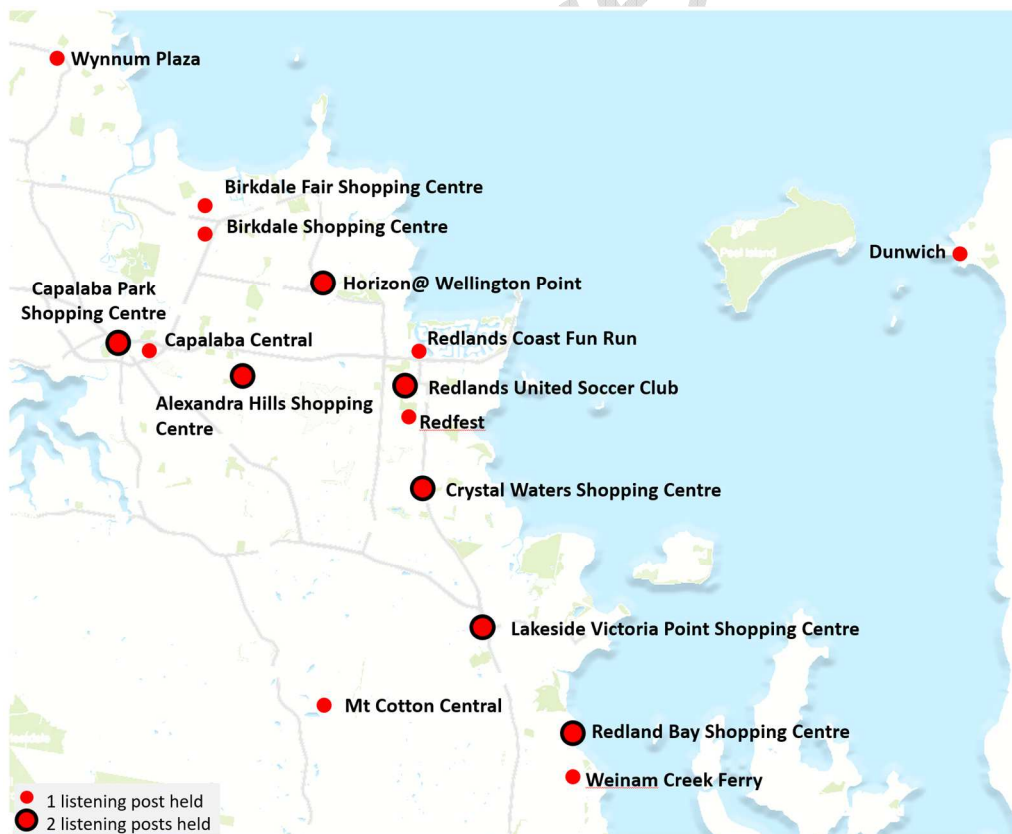 Wynnum Plaza
Birkdale Fair Shopping Centre
Birkdale Shopping Centre
Peel Island
Dunwich
Horizon@ Wellington Point
Capalaba Park
Shopping Centre
Capalaba Central
Redlands Coast Fun Run
Alexandra Hills Shopping
Centre
Redlands United Soccer Club
Redfest
Crystal Waters Shopping Centre
Lakeside Victoria Point Shopping Centre
Mt Cotton Central
Redland Bay Shopping Centre
Weinam Creek Ferry
1 listening post held
2 listening posts held